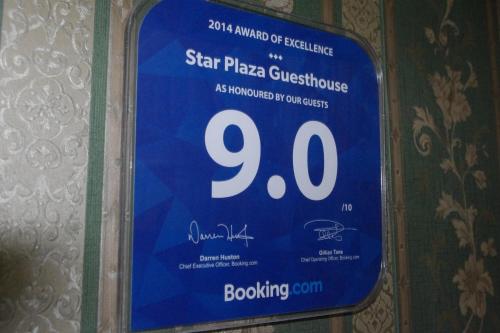 2014 AWARD OF EXCELLENCE
Star Plaza Guesthouse
AS HONOURED BY OUR GUESTS
9.0
/10
Darren Huston
Chief Executive Officer, Booking.com
Gillian Tans
Chief Operating Officer, Booking.com
Booking.com